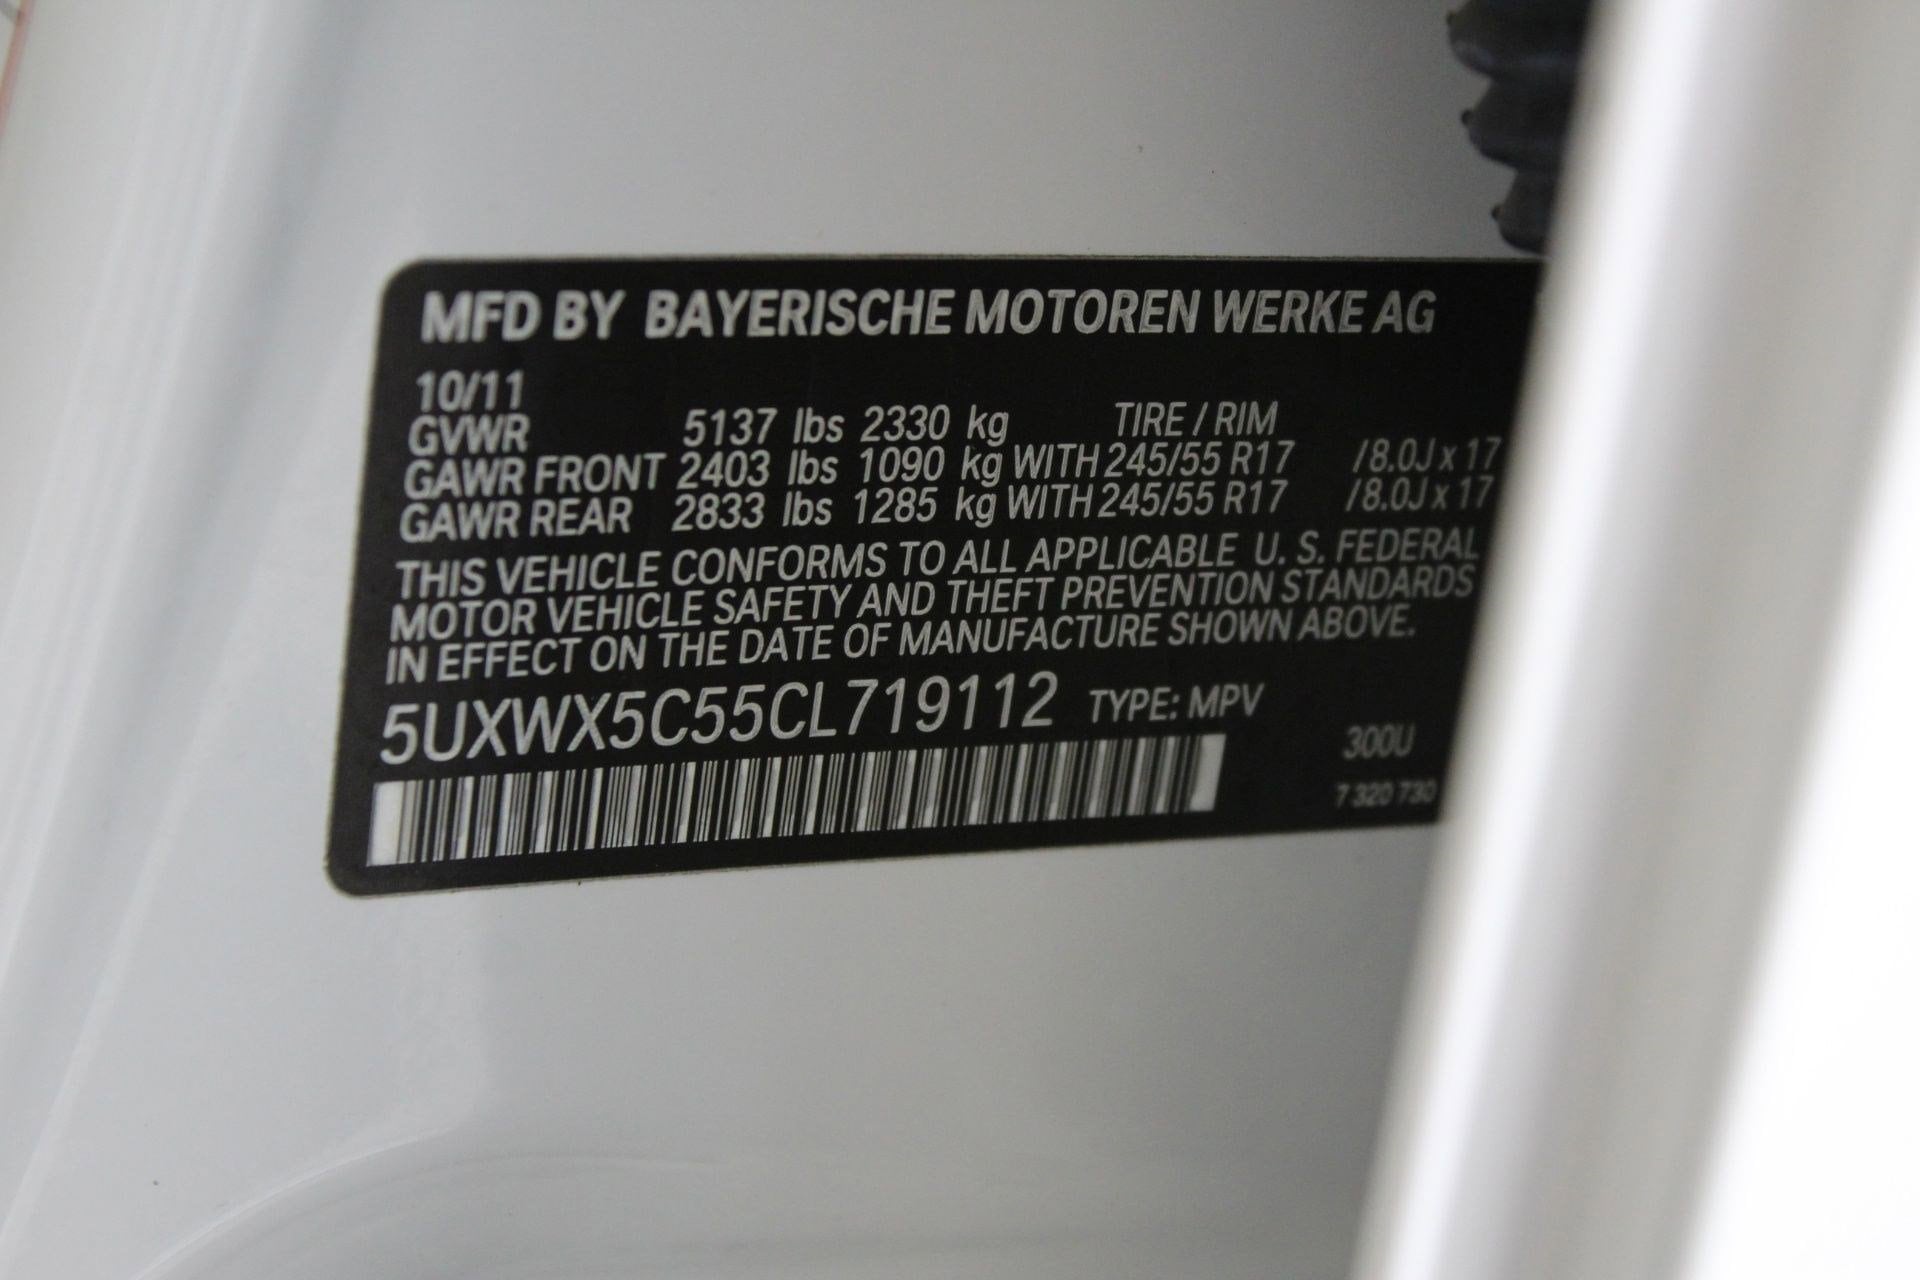 MFD BY BAYERISCHE MOTOREN WERKE AG
10/11
GVWR 5137 lbs 2330 kg TIRE / RIM
GAWR FRONT 2403 lbs 1090 kg WITH 245/55 R17 /8.0J x 17
GAWR REAR 2833 lbs 1285 kg WITH 245/55 R17 /8.0J x 17
THIS VEHICLE CONFORMS TO ALL APPLICABLE U. S. FEDERAL
MOTOR VEHICLE SAFETY AND THEFT PREVENTION STANDARDS
IN EFFECT ON THE DATE OF MANUFACTURE SHOWN ABOVE.
5UXWX5C55CL719112 TYPE: MPV
300U
7 320 730